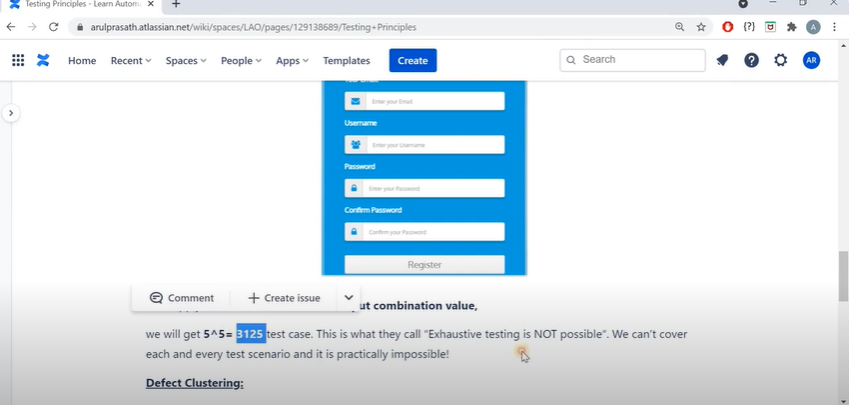 Testing Principles - Learn Autom
arulprasath.atlassian.net/wiki/spaces/LAO/pages/129138689/Testing+Principles
A
Home Recent Spaces People Apps Templates Create Search AR
Enter your Email
Username
Enter your Username
Password
Enter your Password
Confirm Password
Confirm your Password
Register
Comment Create issue
ut combination value,
we will get 5^5= 3125 test case. This is what they call “Exhaustive testing is NOT possible”. We can’t cover
each and every test scenario and it is practically impossible!
Defect Clustering: